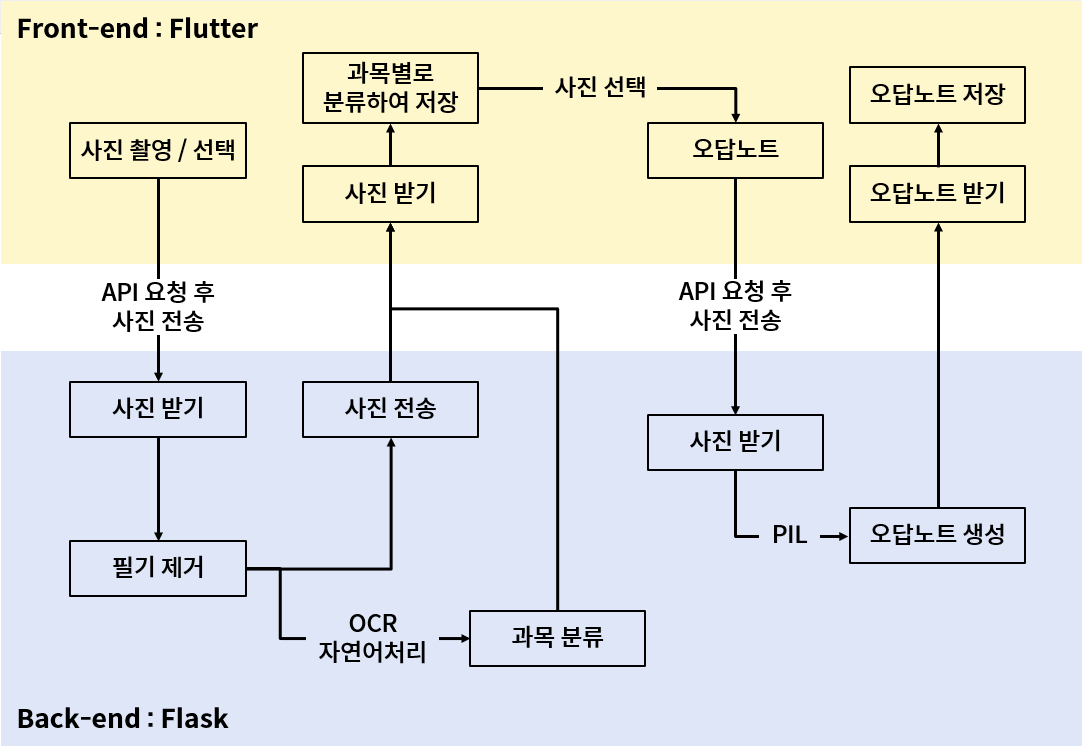 Front-end : Flutter
사진 촬영 / 선택
과목별로
분류하여 저장
사진 받기
사진 선택
오답노트
오답노트 저장
오답노트 받기
API 요청 후
사진 전송
API 요청 후
사진 전송
사진 받기
사진 전송
사진 받기
필기 제거
OCR
자연어처리
과목 분류
PIL
오답노트 생성
Back-end : Flask